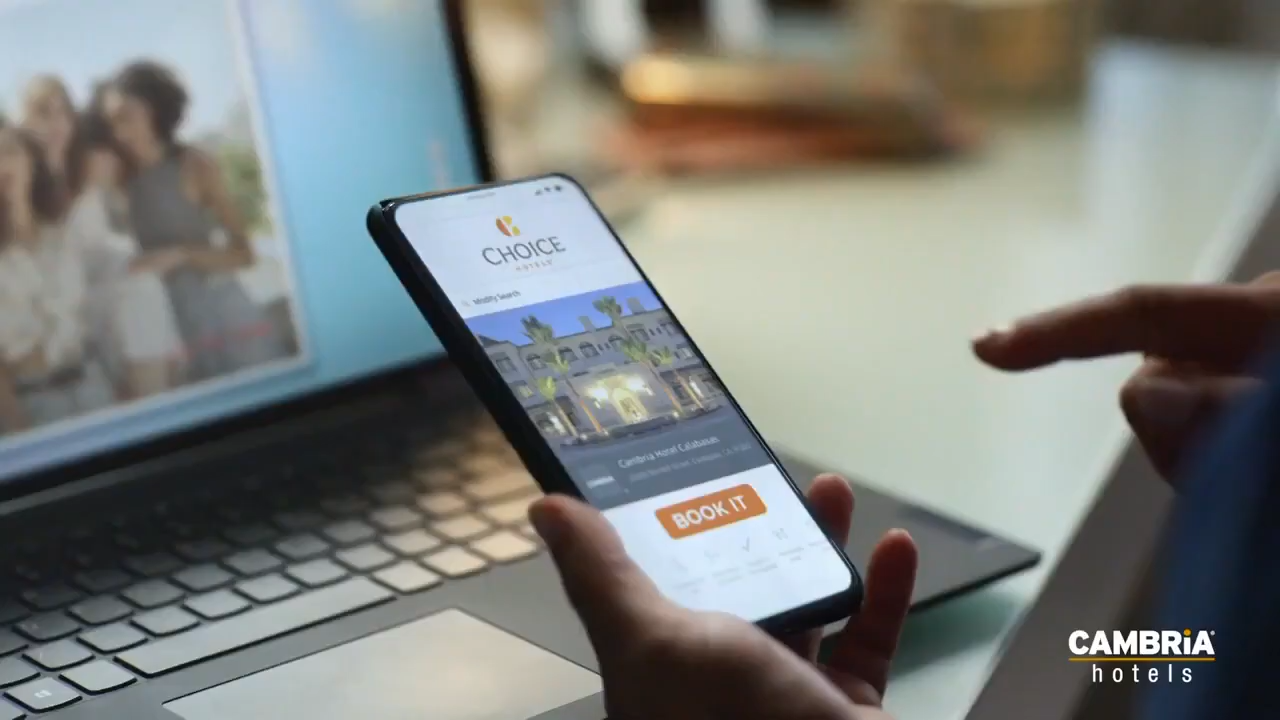 CHOICE
HOTELS
Modify Search
Cambria Hotel Calabasas
BOOK IT
CAMBRIA
hotels